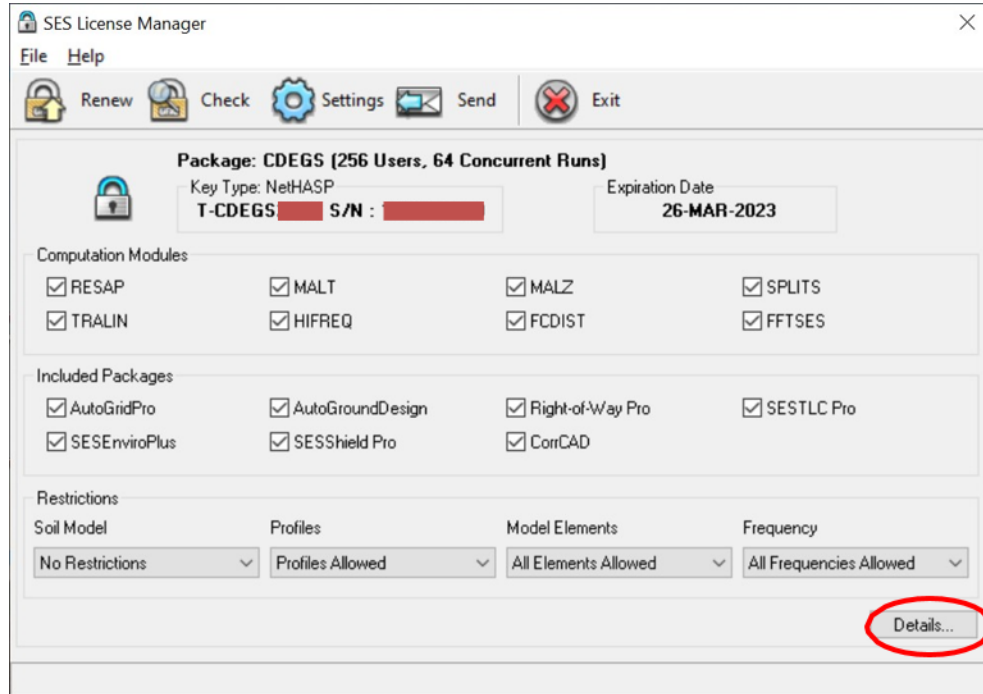 SES License Manager
File Help
Renew Check Settings Send Exit
Package: CDEGS (256 Users, 64 Concurrent Runs)
Key Type: NetHASP Expiration Date
T-CDEGS S/N : 26-MAR-2023
Computation Modules
RESAP MALT MALZ SPLITS
TRALIN HIFREQ FCDIST FFTSES
Included Packages
AutoGridPro AutoGroundDesign Right-of-Way Pro SESTLC Pro
SESEnviroPlus SESShield Pro CorrCAD
Restrictions
Soil Model Profiles Model Elements Frequency
No Restrictions Profiles Allowed All Elements Allowed All Frequencies Allowed
Details...